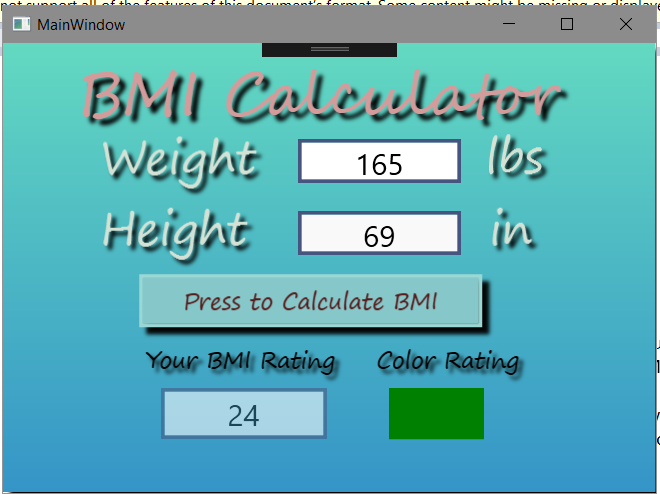 not support all of the features of this document's format. Some content might be missing or displaye
MainWindow
BMI Calculator
Weight 165 lbs
Height 69 in
Press to Calculate BMI
Your BMI Rating Color Rating
24